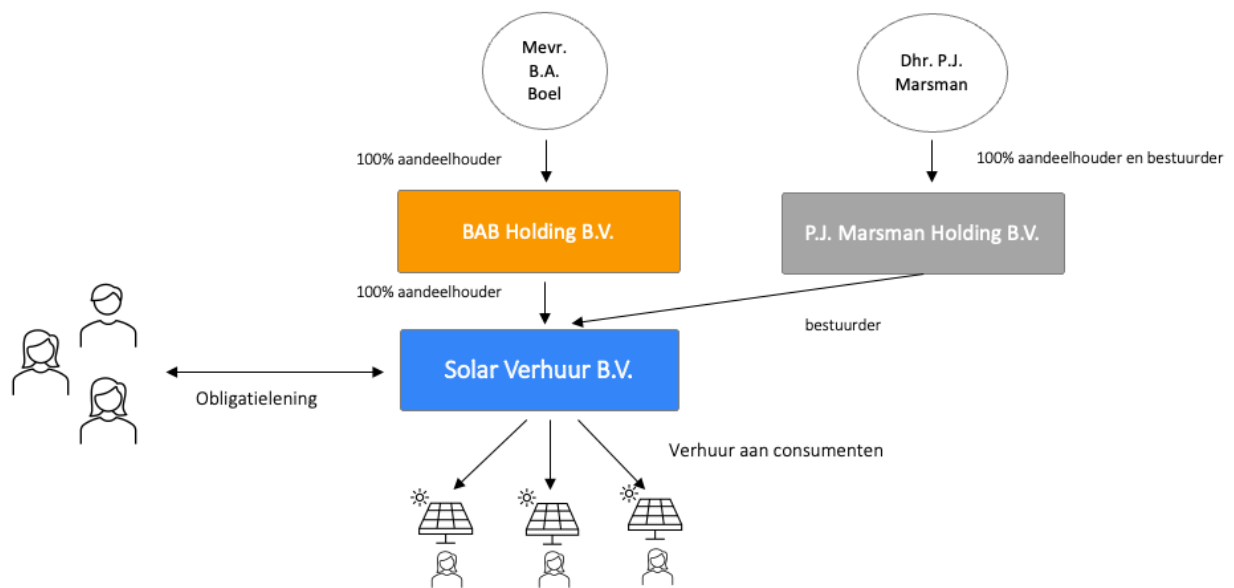 Mevr.
B.A.
Boel
Dhr. P.J.
Marsman
100% aandeelhouder
100% aandeelhouder en bestuurder
BAB Holding B.V.
P.J. Marsman Holding B.V.
100% aandeelhouder
bestuurder
Solar Verhuur B.V.
Obligatielening
Verhuur aan consumenten